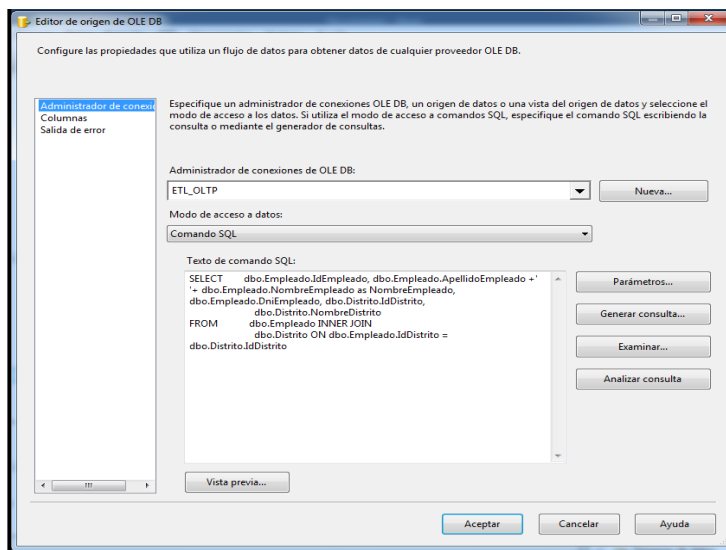 Editor de origen de OLE DB
Configure las propiedades que utiliza un flujo de datos para obtener datos de cualquier proveedor OLE DB.
Administrador de conexi
Columnas
Salida de error
Especifique un administrador de conexiones OLE DB, un origen de datos o una vista del origen de datos y seleccione el
modo de acceso a los datos. Si utiliza el modo de acceso a comandos SQL, especifique el comando SQL escribiendo la
consulta o mediante el generador de consultas.
Administrador de conexiones de OLE DB:
ETL_OLTP
Nueva...
Modo de acceso a datos:
Comando SQL
Texto de comando SQL:
SELECT dbo.Empleado.IdEmpleado, dbo.Empleado.ApellidoEmpleado +'
'+ dbo.Empleado.NombreEmpleado as NombreEmpleado,
dbo.Empleado.DniEmpleado, dbo.Distrito.IdDistrito,
dbo.Distrito.NombreDistrito
FROM dbo.Empleado INNER JOIN
dbo.Distrito ON dbo.Empleado.IdDistrito =
dbo.Distrito.IdDistrito
Parámetros...
Generar consulta...
Examinar...
Analizar consulta
Vista previa...
Aceptar
Cancelar
Ayuda